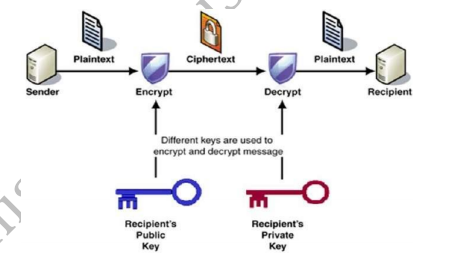 Plaintext
Ciphertext
Plaintext
Sender
Encrypt
Decrypt
Recipient
Different keys are used to
encrypt and decrypt message
Recipient's
Public
Key
Recipient's
Private
Key